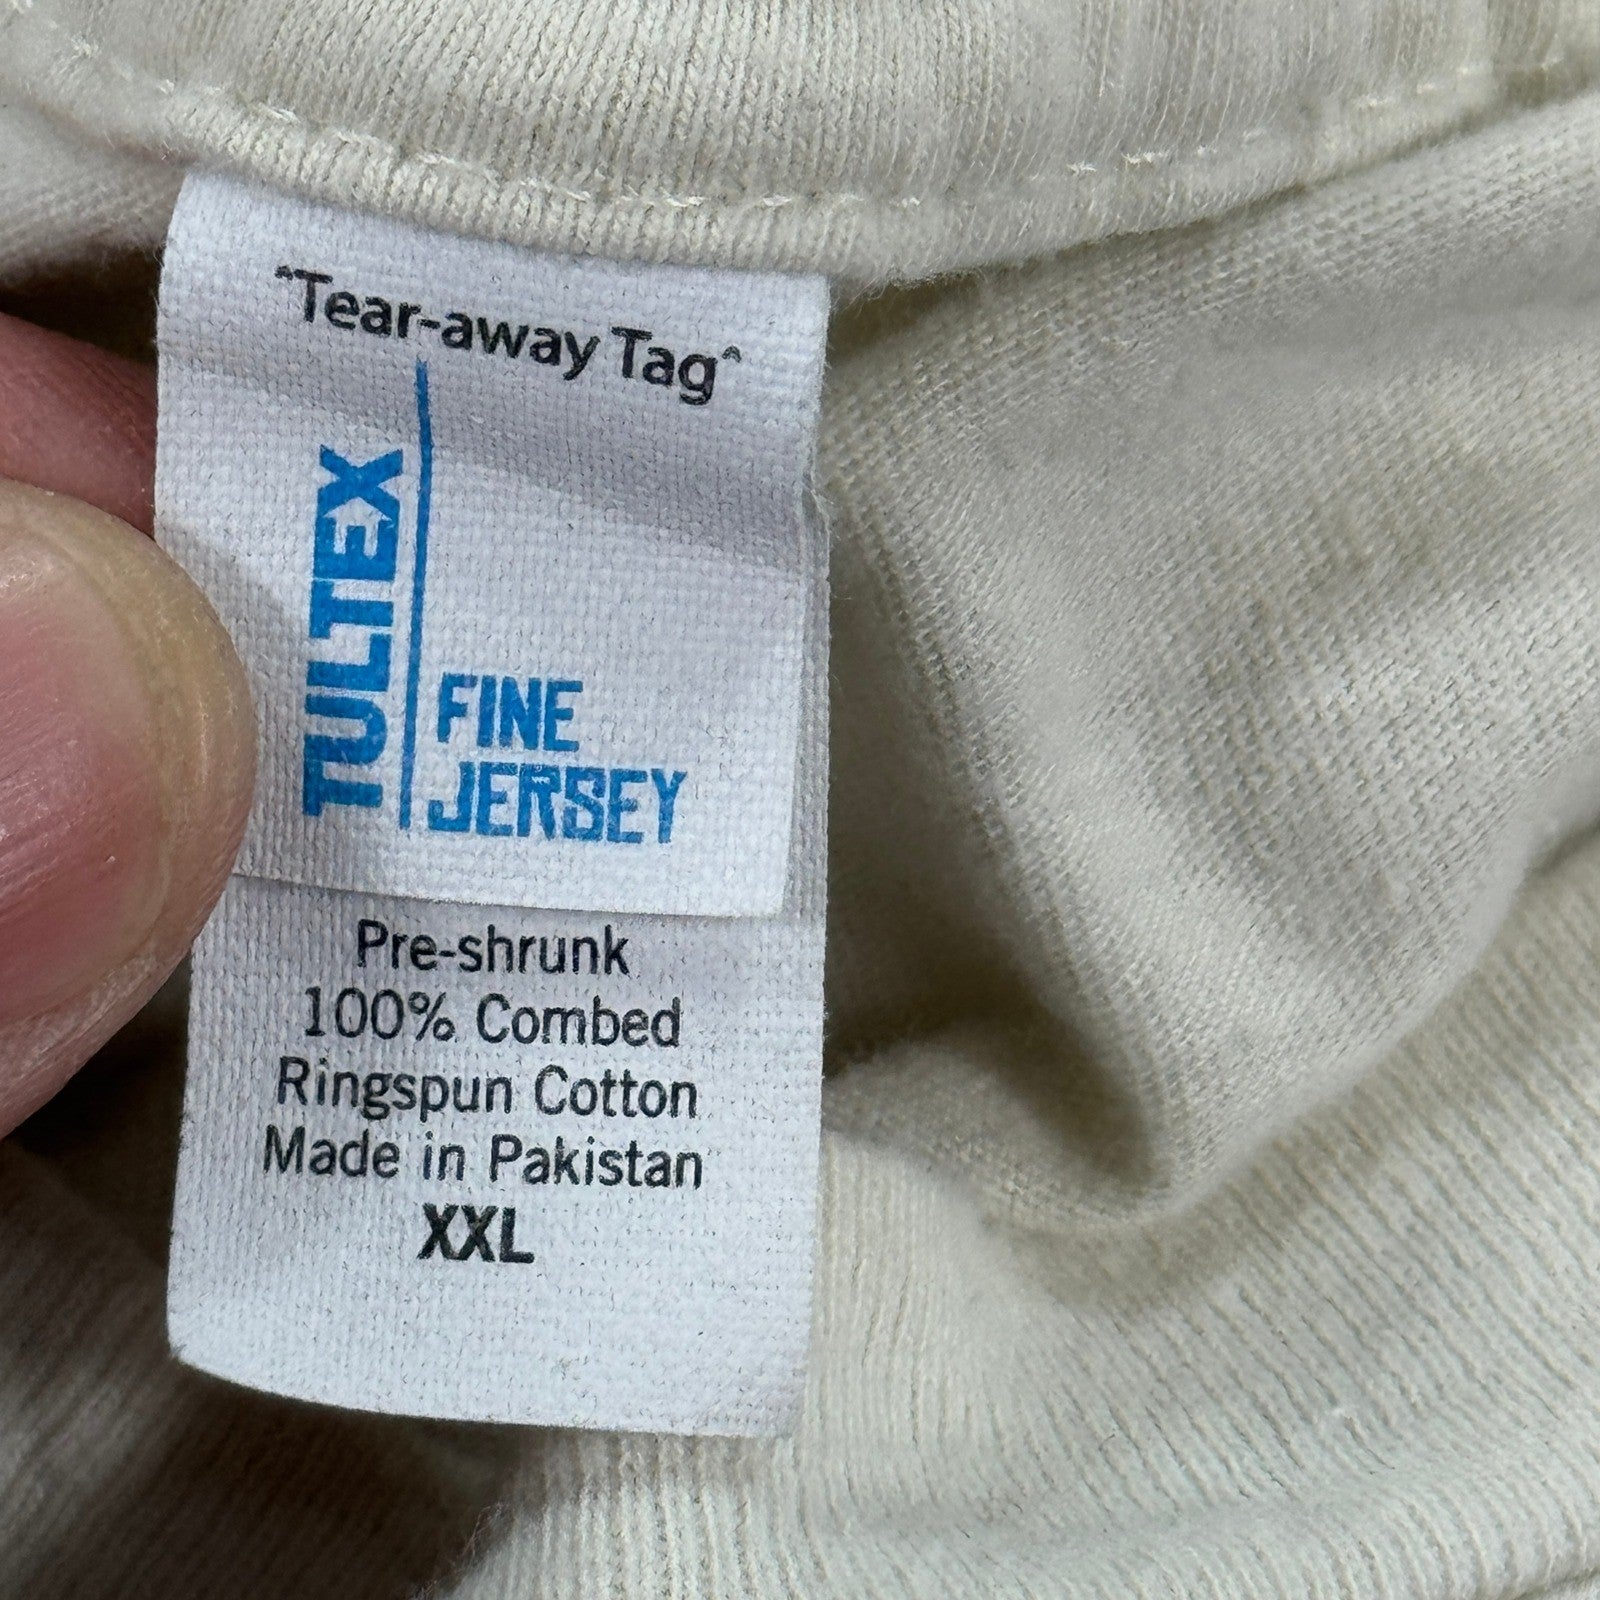 ^Tear-away Tag^
TULTEX
FINE
JERSEY
Pre-shrunk
100% Combed
Ringspun Cotton
Made in Pakistan
XXL